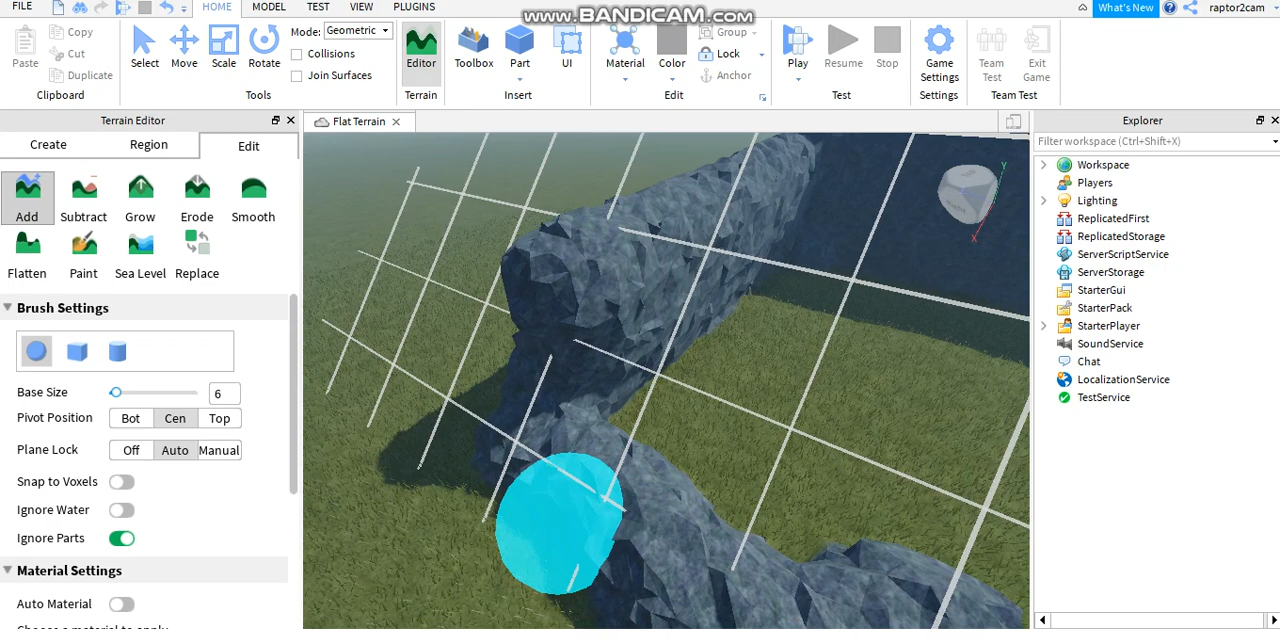 FILE HOME MODEL TEST VIEW PLUGINS What's New raptor2cam
www.BANDICAM.com
Paste Copy Cut Duplicate
Select Move Scale Rotate
Mode: Geometric
Collisions
Join Surfaces
Editor Toolbox Part UI Material Color Group Lock Anchor Play Resume Stop Game Settings Team Test Exit Game
Clipboard Tools Terrain Insert Edit Test Settings Team Test
Terrain Editor
Create Region Edit
Add Subtract Grow Erode Smooth
Flatten Paint Sea Level Replace
Brush Settings
Base Size 6
Pivot Position Bot Cen Top
Plane Lock Off Auto Manual
Snap to Voxels
Ignore Water
Ignore Parts
Material Settings
Auto Material
Choose a material to apply
Flat Terrain
Explorer
Filter workspace (Ctrl+Shift+X)
Workspace
Players
Lighting
ReplicatedFirst
ReplicatedStorage
ServerScriptService
ServerStorage
StarterGui
StarterPack
StarterPlayer
SoundService
Chat
LocalizationService
TestService